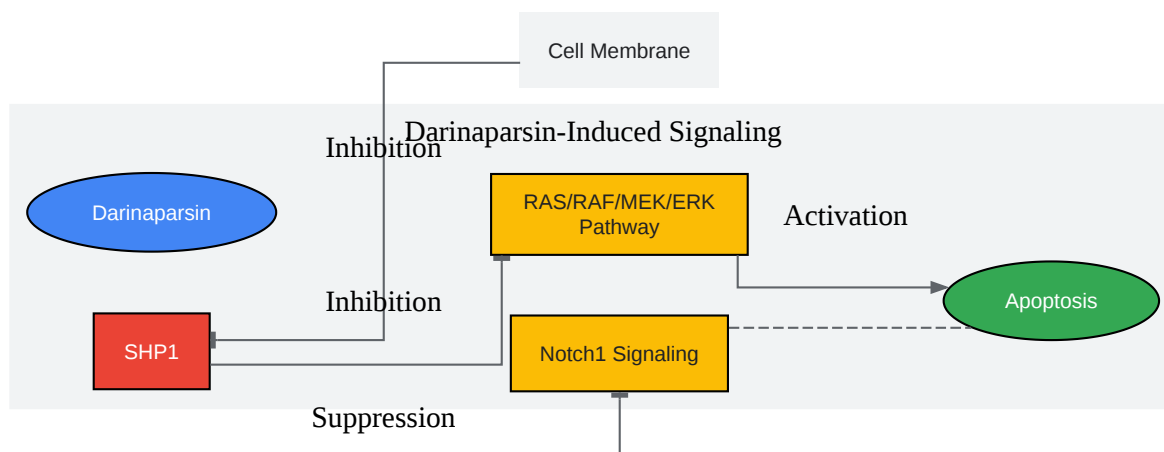 Cell Membrane
Darinaparsin-Induced Signaling
Inhibition
Darinaparsin
RAS/RAF/MEK/ERK
Pathway
Activation
Inhibition
Apoptosis
SHP1
Notch1 Signaling
Suppression